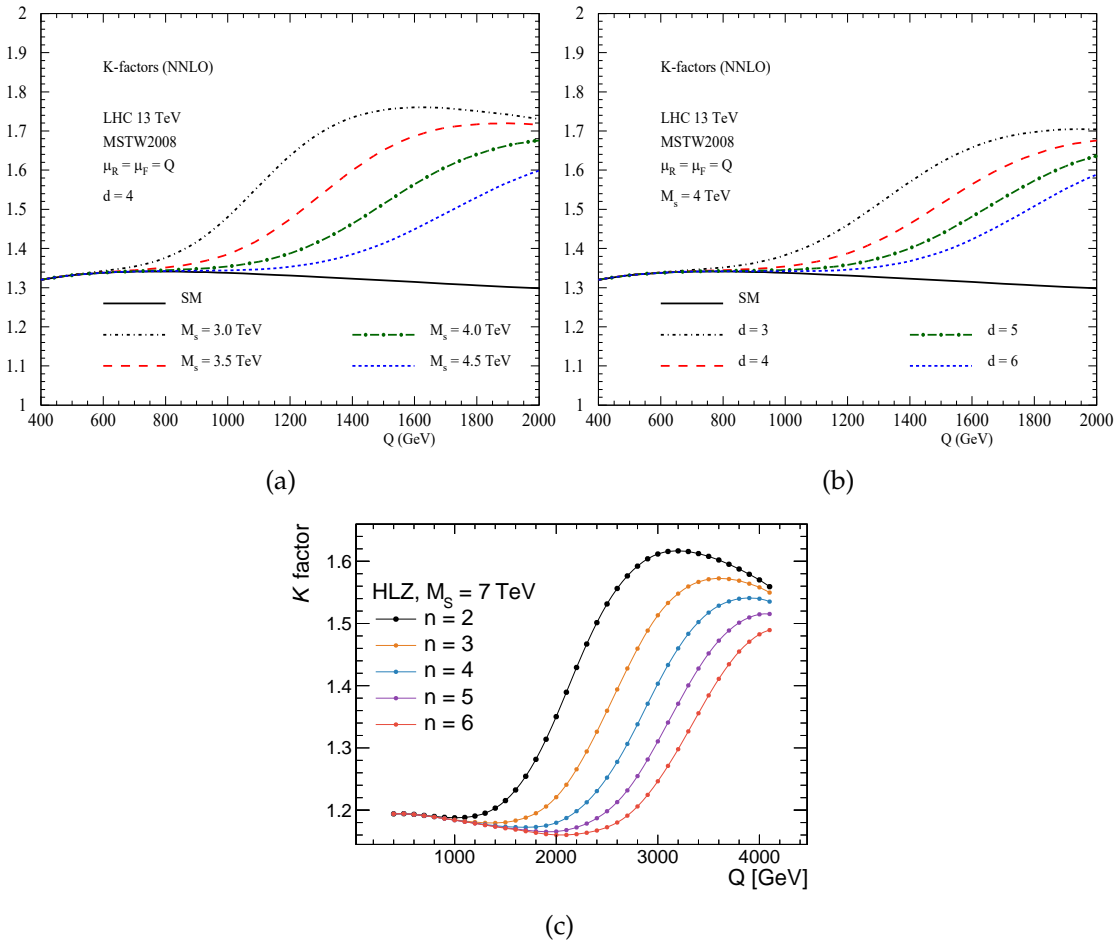 2
1.9
1.8
1.7
1.6
1.5
1.4
1.3
1.2
1.1
1
K-factors (NNLO)
LHC 13 TeV
MSTW2008
μR = μF = Q
d = 4
SM
Ms = 3.0 TeV
Ms = 3.5 TeV
Ms = 4.0 TeV
Ms = 4.5 TeV
400 600 800 1000 1200 1400 1600 1800 2000
Q (GeV)
(a)
2
1.9
1.8
1.7
1.6
1.5
1.4
1.3
1.2
1.1
1
K-factors (NNLO)
LHC 13 TeV
MSTW2008
μR = μF = Q
Ms = 4 TeV
SM
d = 3
d = 4
d = 5
d = 6
400 600 800 1000 1200 1400 1600 1800 2000
Q (GeV)
(b)
K factor
1.6
1.5
1.4
1.3
1.2
HLZ, MS = 7 TeV
n = 2
n = 3
n = 4
n = 5
n = 6
1000 2000 3000 4000
Q [GeV]
(c)